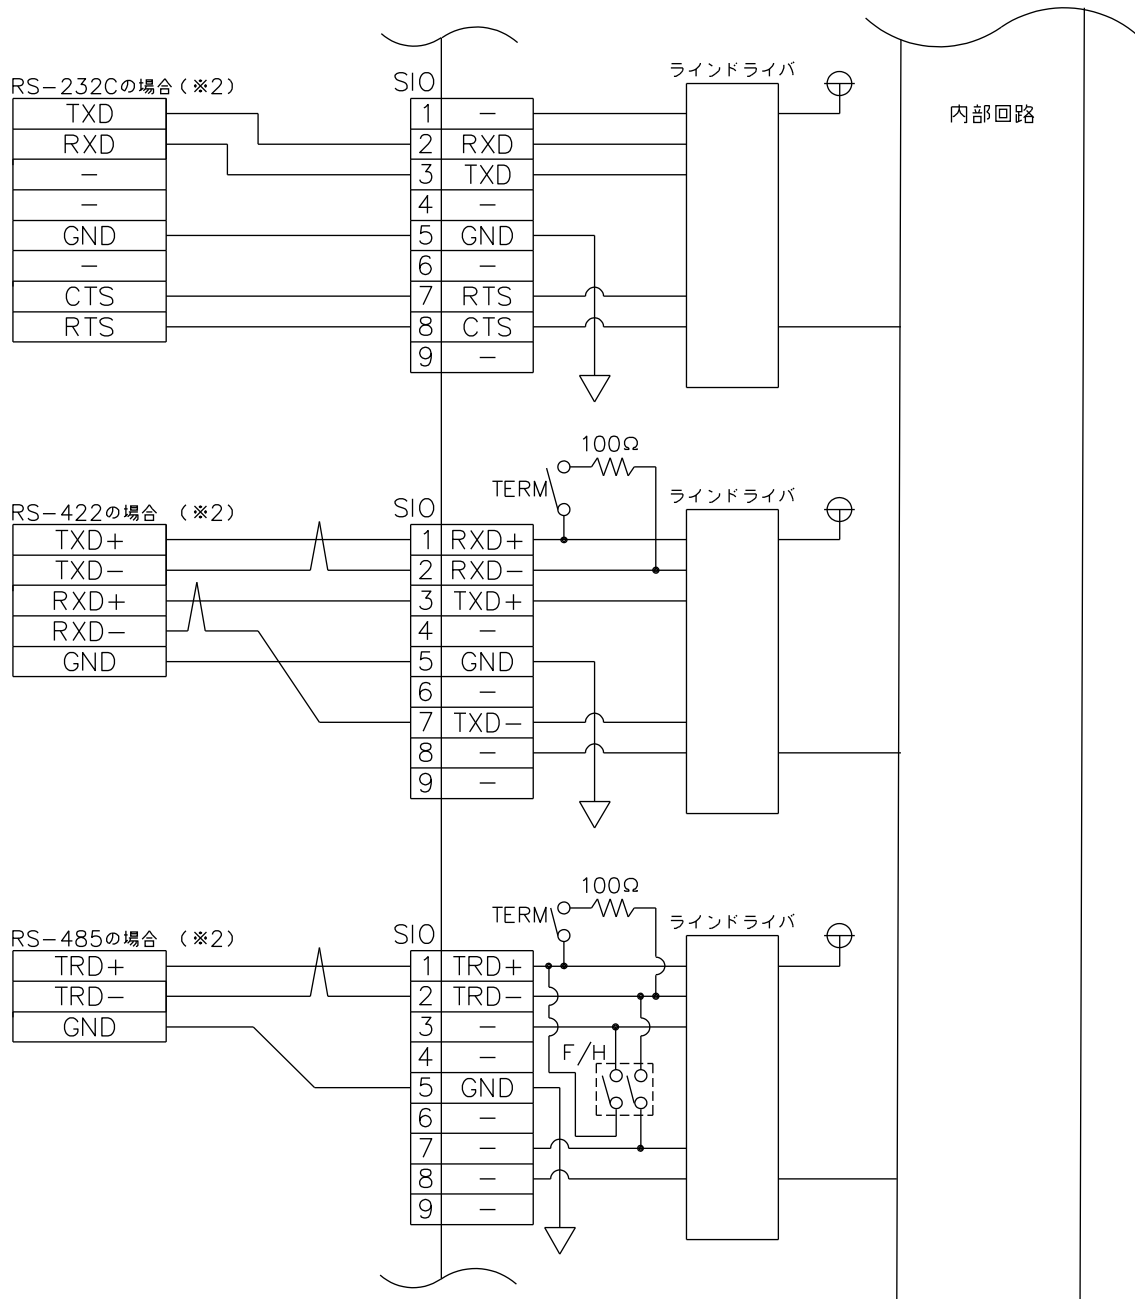 ラインドライバ
RS-232Cの場合(※2)
SIO
内部回路
TXD 1 -
RXD 2 RXD
- 3 TXD
- 4 -
GND 5 GND
- 6 -
CTS 7 RTS
RTS 8 CTS
9 -
100Ω
TERM
ラインドライバ
RS-422の場合 (※2)
SIO
TXD+ 1 RXD+
TXD- 2 RXD-
RXD+ 3 TXD+
RXD- 4 -
GND 5 GND
6 -
7 TXD-
8 -
9 -
100Ω
TERM
ラインドライバ
RS-485の場合 (※2)
SIO
TRD+ 1 TRD+
TRD- 2 TRD-
GND 3 -
4 -
F/H
5 GND
6 -
7 -
8 -
9 -